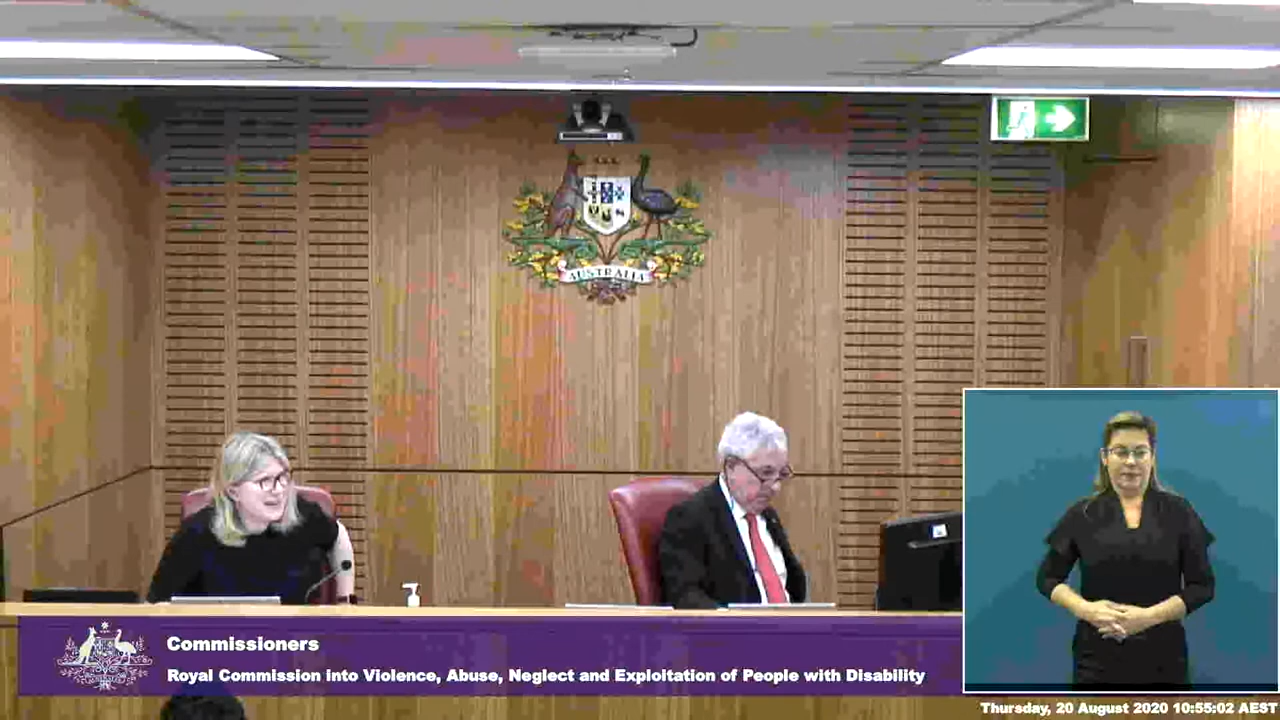 AUSTRALIA
Commissioners
Royal Commission into Violence, Abuse, Neglect and Exploitation of People with Disability
Thursday, 20 August 2020 10:55:02 AEST